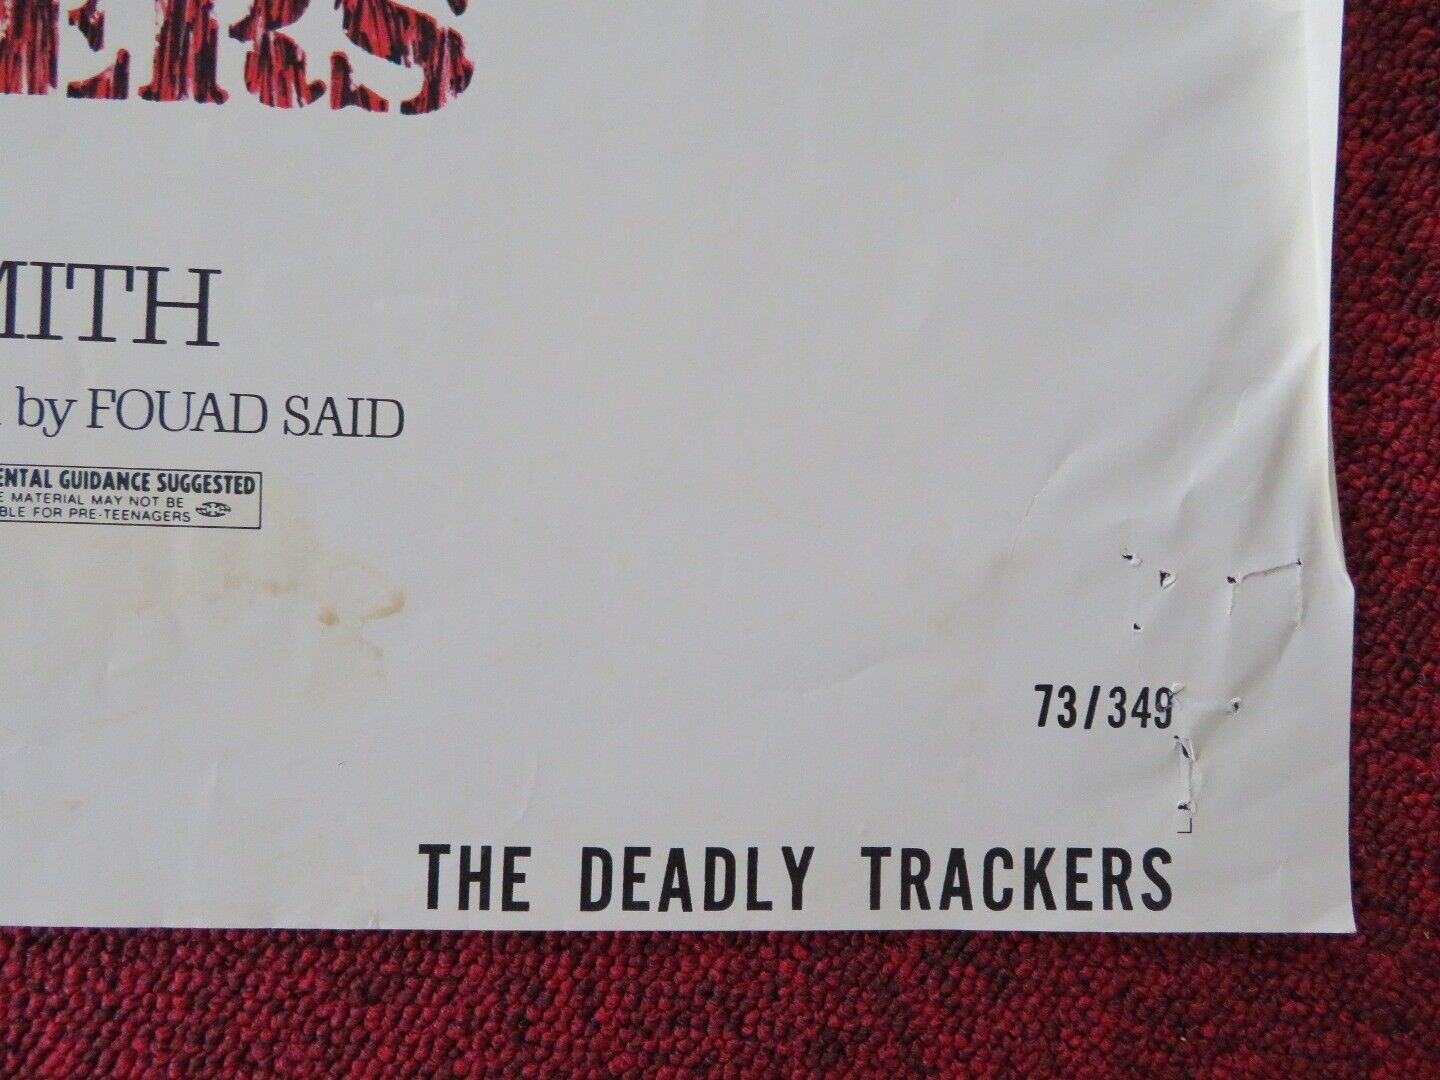 ERS
MITH
by FOUAD SAID
ENTAL GUIDANCE SUGGESTED
E MATERIAL MAY NOT BE
BLE FOR PRE-TEENAGERS
73/349
THE DEADLY TRACKERS